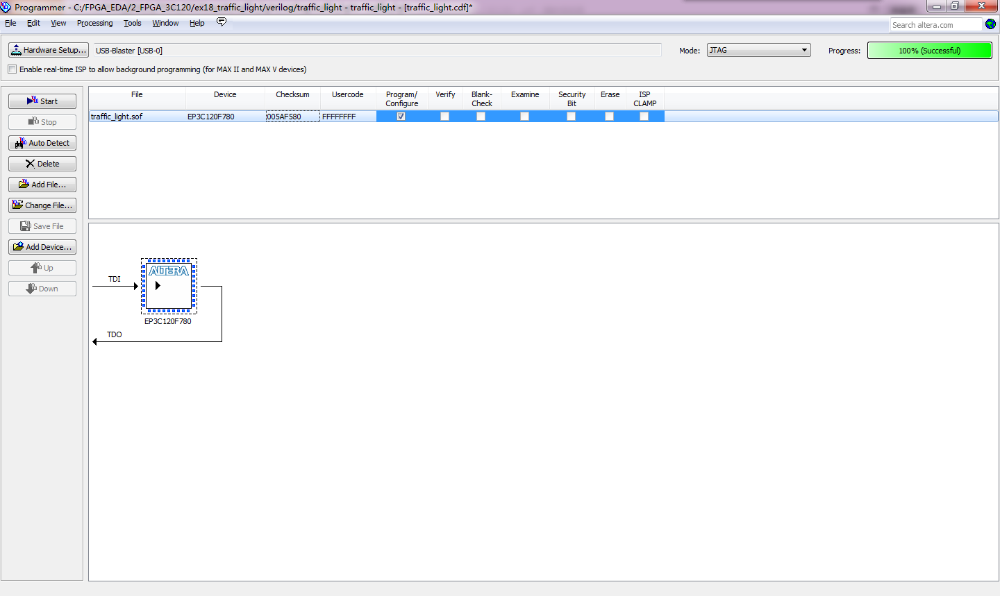 Programmer - C:/FPGA_EDA/2_FPGA_3C120/ex18_traffic_light/verilog/traffic_light - traffic_light - [traffic_light.cdf]*
File Edit View Processing Tools Window Help
Search altera.com
Hardware Setup... USB-Blaster [USB-0] Mode: JTAG Progress: 100% (Successful)
Enable real-time ISP to allow background programming (for MAX II and MAX V devices)
Start
Stop
Auto Detect
Delete
Add File...
Change File...
Save File
Add Device...
Up
Down
File Device Checksum Usercode Program/ Verify Blank- Examine Security Erase ISP
Configure Check Bit CLAMP
traffic_light.sof EP3C120F780 005AF580 FFFFFFFF
ALTERA
TDI
EP3C120F780
TDO